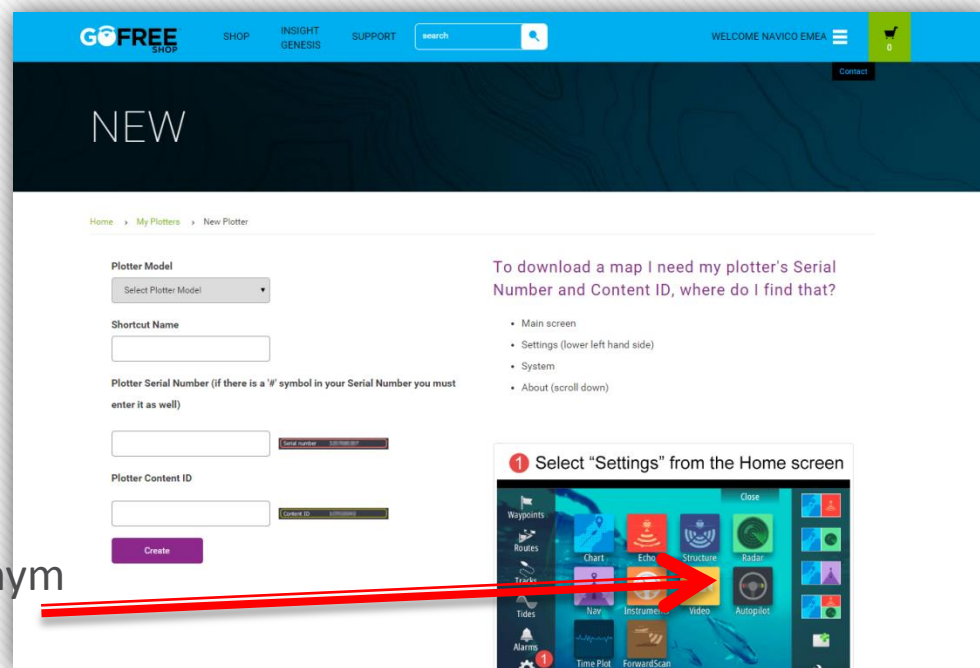 GOFREE
SHOP
SHOP
INSIGHT
GENESIS
SUPPORT
search
WELCOME NAVICO EMEA
0
Contact
NEW
Home › My Plotters › New Plotter
Plotter Model
Select Plotter Model
Shortcut Name
Plotter Serial Number (if there is a '#' symbol in your Serial Number you must
enter it as well)
Serial number
Plotter Content ID
Content ID
Create
nym
To download a map I need my plotter's Serial
Number and Content ID, where do I find that?
• Main screen
• Settings (lower left hand side)
• System
• About (scroll down)
1 Select “Settings” from the Home screen
Close
Waypoints
Routes
Chart
Echo
Structure
Radar
Tracks
Tides
Nav
Instruments
Video
Autopilot
Alarms
1
Time Plot
ForwardScan